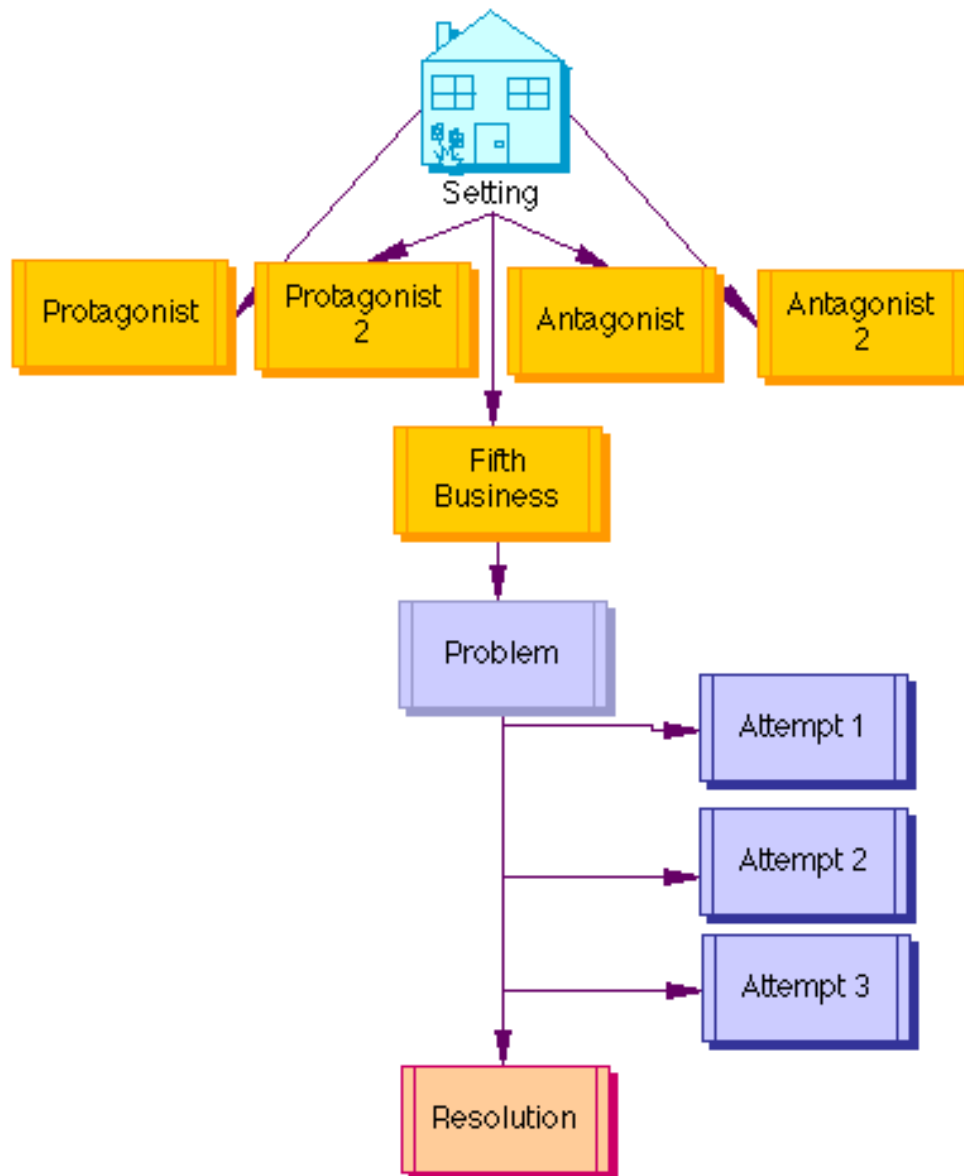 Setting
Protagonist
Protagonist
2
Antagonist
Antagonist
2
Fifth
Business
Problem
Attempt 1
Attempt 2
Attempt 3
Resolution